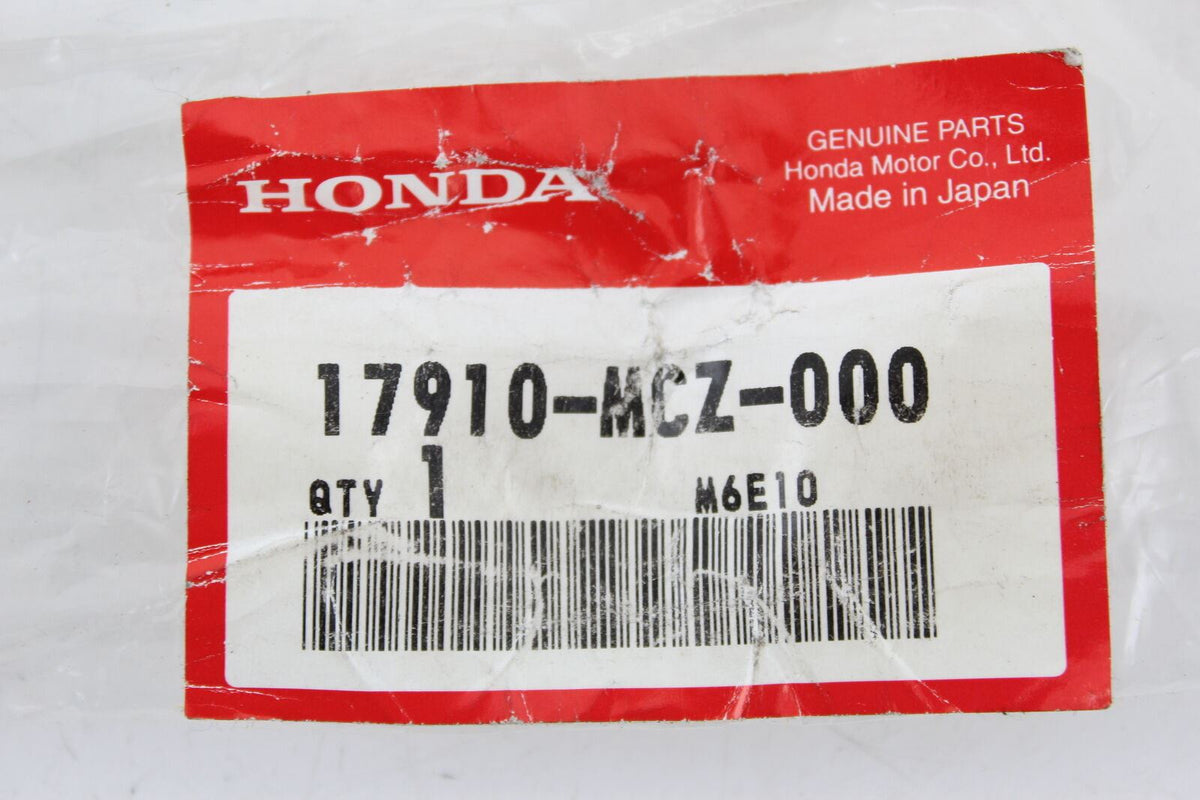 HONDA
GENUINE PARTS
Honda Motor Co., Ltd.
Made in Japan
17910-MCZ-000
QTY 1 M6E10